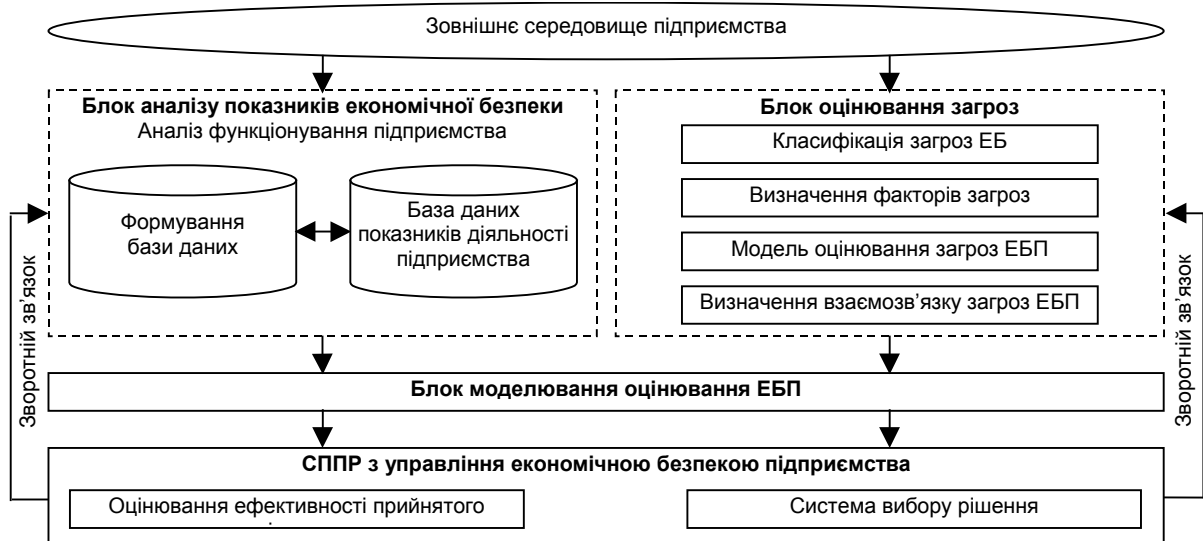 Зовнішнє середовище підприємства
Блок аналізу показників економічної безпеки
Аналіз функціонування підприємства
Формування
бази даних
База даних
показників діяльності
підприємства
Блок оцінювання загроз
Класифікація загроз ЕБ
Визначення факторів загроз
Модель оцінювання загроз ЕБП
Визначення взаємозв’язку загроз ЕБП
Зворотній зв’язок
Зворотній зв’язок
Блок моделювання оцінювання ЕБП
СППР з управління економічною безпекою підприємства
Оцінювання ефективності прийнятого
Система вибору рішення